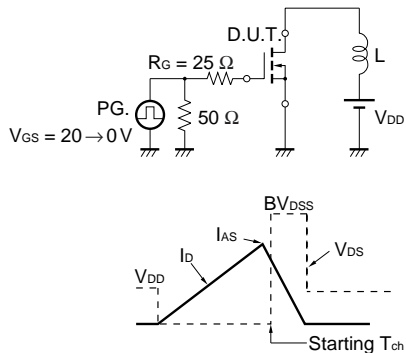 D.U.T.
RG = 25 Ω
L
PG.
50 Ω
VDD
VGS = 20 → 0 V
BVDSS
IAS
ID
VDS
VDD
Starting Tch